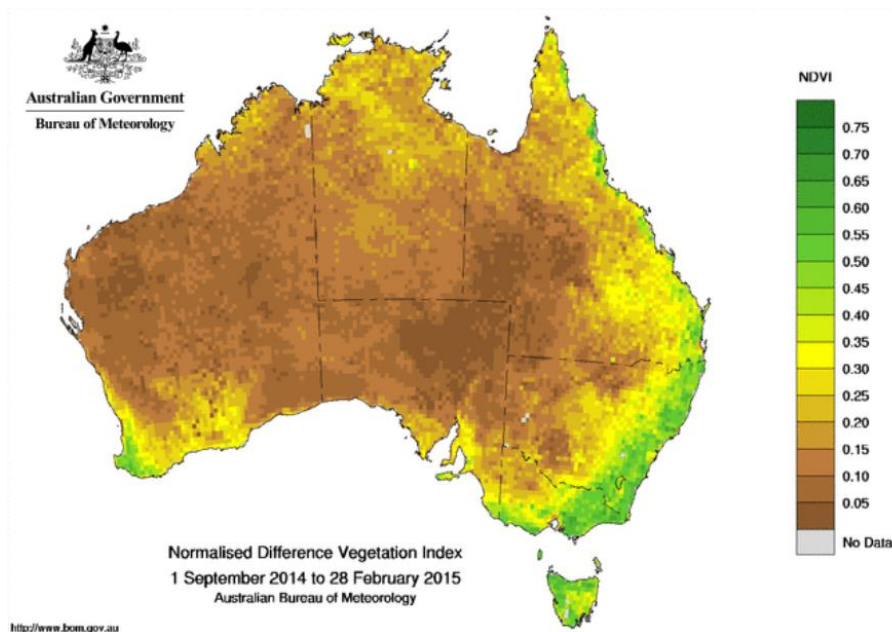 Australian Government
Bureau of Meteorology
NDVI
0.75
0.70
0.65
0.60
0.55
0.50
0.45
0.40
0.35
0.30
0.25
0.20
0.15
0.10
0.05
No Data
Normalised Difference Vegetation Index
1 September 2014 to 28 February 2015
Australian Bureau of Meteorology
http://www.bom.gov.au